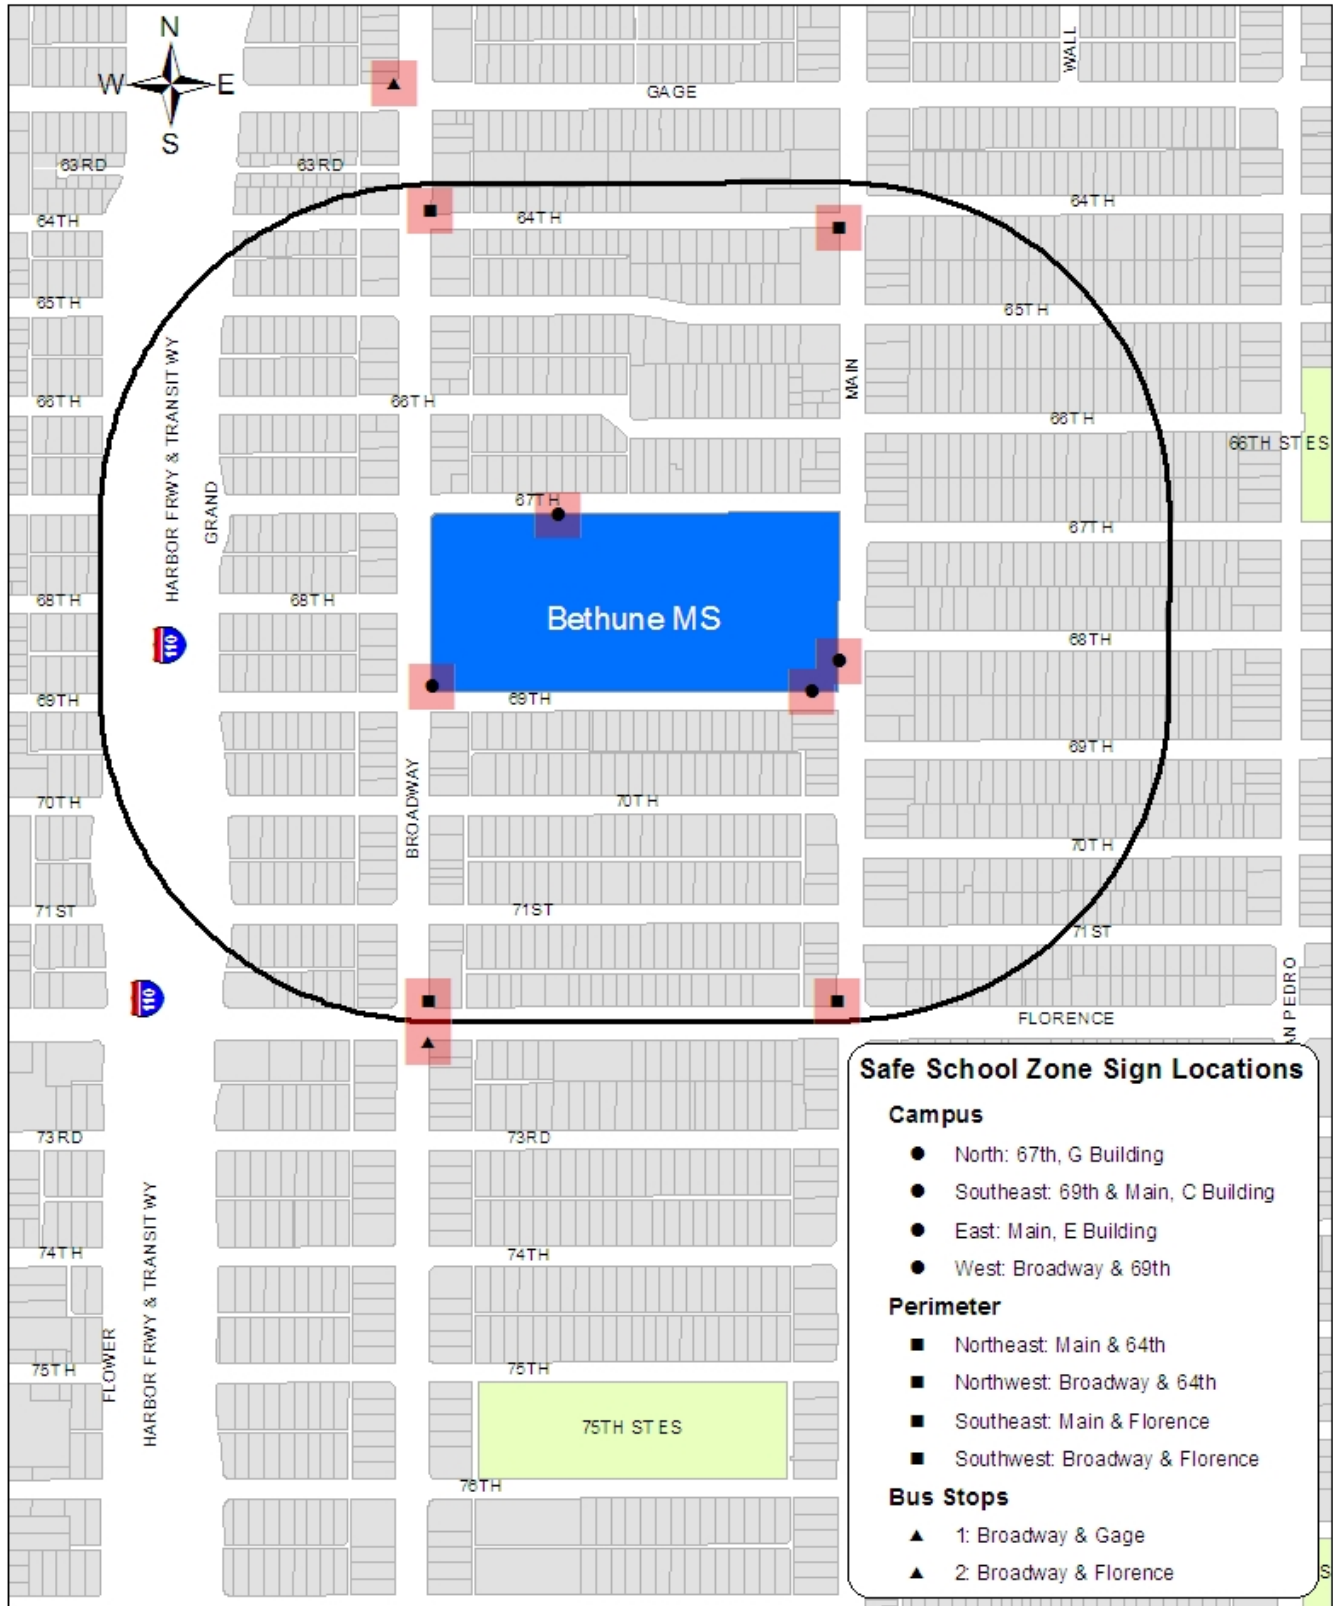 N
W E
S
WALL
GAGE
63RD
63RD
64TH
64TH
64TH
65TH
65TH
HARBOR FRWY & TRANSIT WY
MAIN
66TH
66TH
66TH
66TH ST ES
GRAND
67TH
67TH
68TH
68TH
Bethune MS
68TH
110
69TH
69TH
69TH
BROADWAY
70TH
70TH
70TH
71ST
71ST
71ST
110
AN PEDRO
FLORENCE
Safe School Zone Sign Locations
Campus
North: 67th, G Building
Southeast: 69th & Main, C Building
East: Main, E Building
West: Broadway & 69th
Perimeter
Northeast: Main & 64th
Northwest: Broadway & 64th
Southeast: Main & Florence
Southwest: Broadway & Florence
Bus Stops
1: Broadway & Gage
2: Broadway & Florence
73RD
73RD
HARBOR FRWY & TRANSIT WY
74TH
74TH
FLOWER
75TH
75TH
75TH ST ES
76TH
S